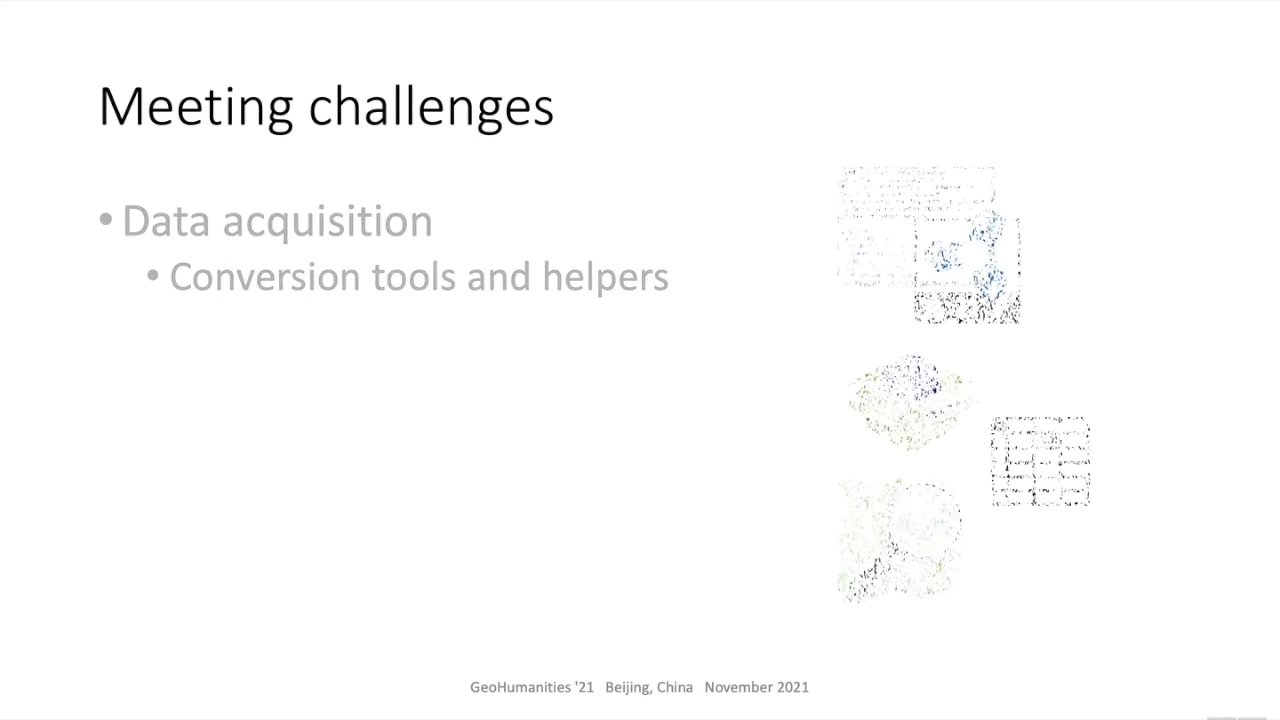 Meeting challenges
• Data acquisition
• Conversion tools and helpers
GeoHumanities '21 Beijing, China November 2021